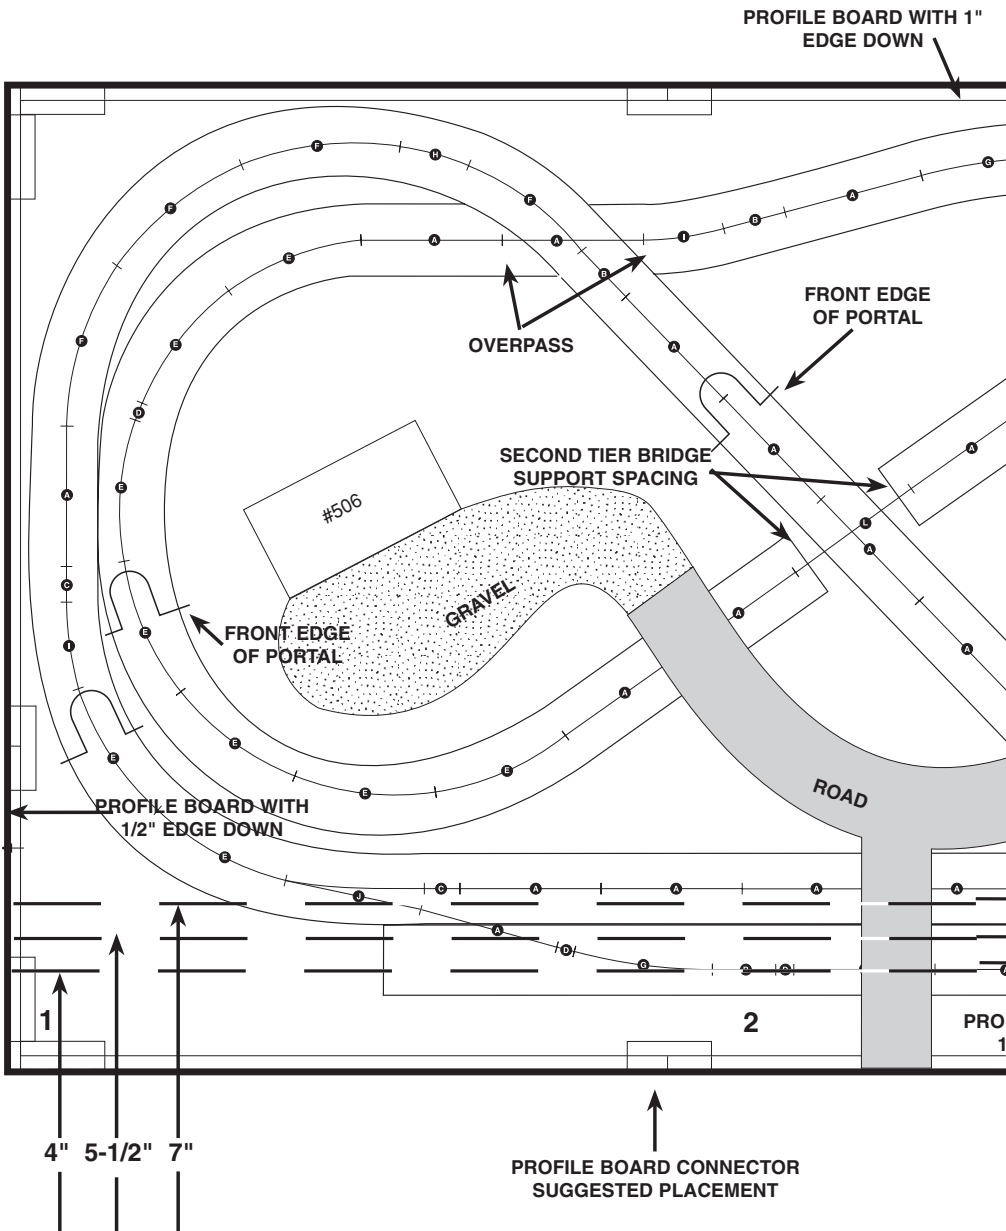 PROFILE BOARD WITH 1"
EDGE DOWN
F
H
F
F
G
A
B
I
A
A
E
B
FRONT EDGE
OF PORTAL
OVERPASS
F
E
A
D
A
A
SECOND TIER BRIDGE
SUPPORT SPACING
E
A
#506
L
A
C
GRAVEL
A
FRONT EDGE
OF PORTAL
E
I
A
A
E
E
E
E
ROAD
PROFILE BOARD WITH
1/2" EDGE DOWN
E
J
C
A
A
A
A
A
D
G
1
2
PRO
1
4"
5-1/2"
7"
PROFILE BOARD CONNECTOR
SUGGESTED PLACEMENT